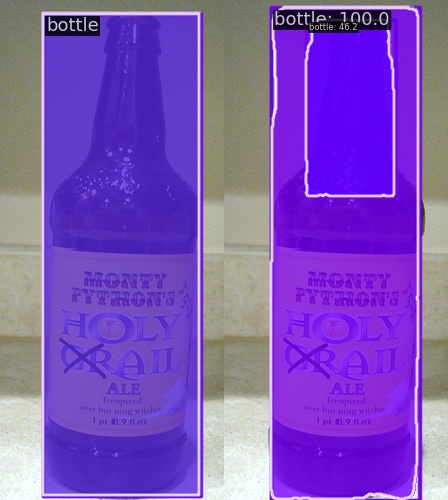 bottle
MONTY
PYTHON'S
HOLY
GRAIL
ALE
Tempered
over burning witches
1 pt 0.9 fl.oz
bottle: 100.0
bottle: 46.2
MONTY
PYTHON'S
HOLY
GRAIL
ALE
Tempered
over burning witches
1 pt 0.9 fl.oz